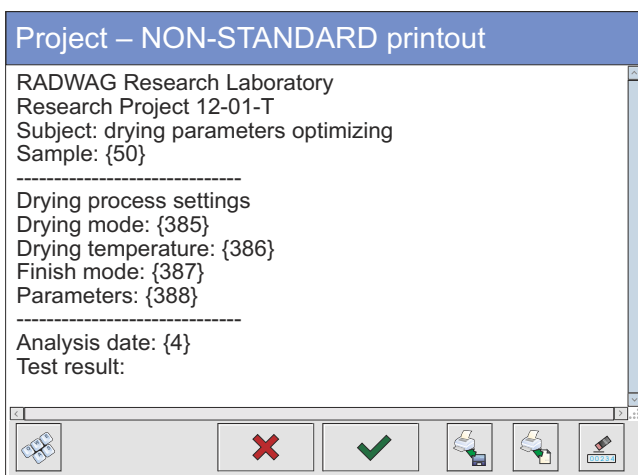 Project – NON-STANDARD printout
RADWAG Research Laboratory
Research Project 12-01-T
Subject: drying parameters optimizing
Sample: {50}
------------------------------
Drying process settings
Drying mode: {385}
Drying temperature: {386}
Finish mode: {387}
Parameters: {388}
------------------------------
Analysis date: {4}
Test result:
00234